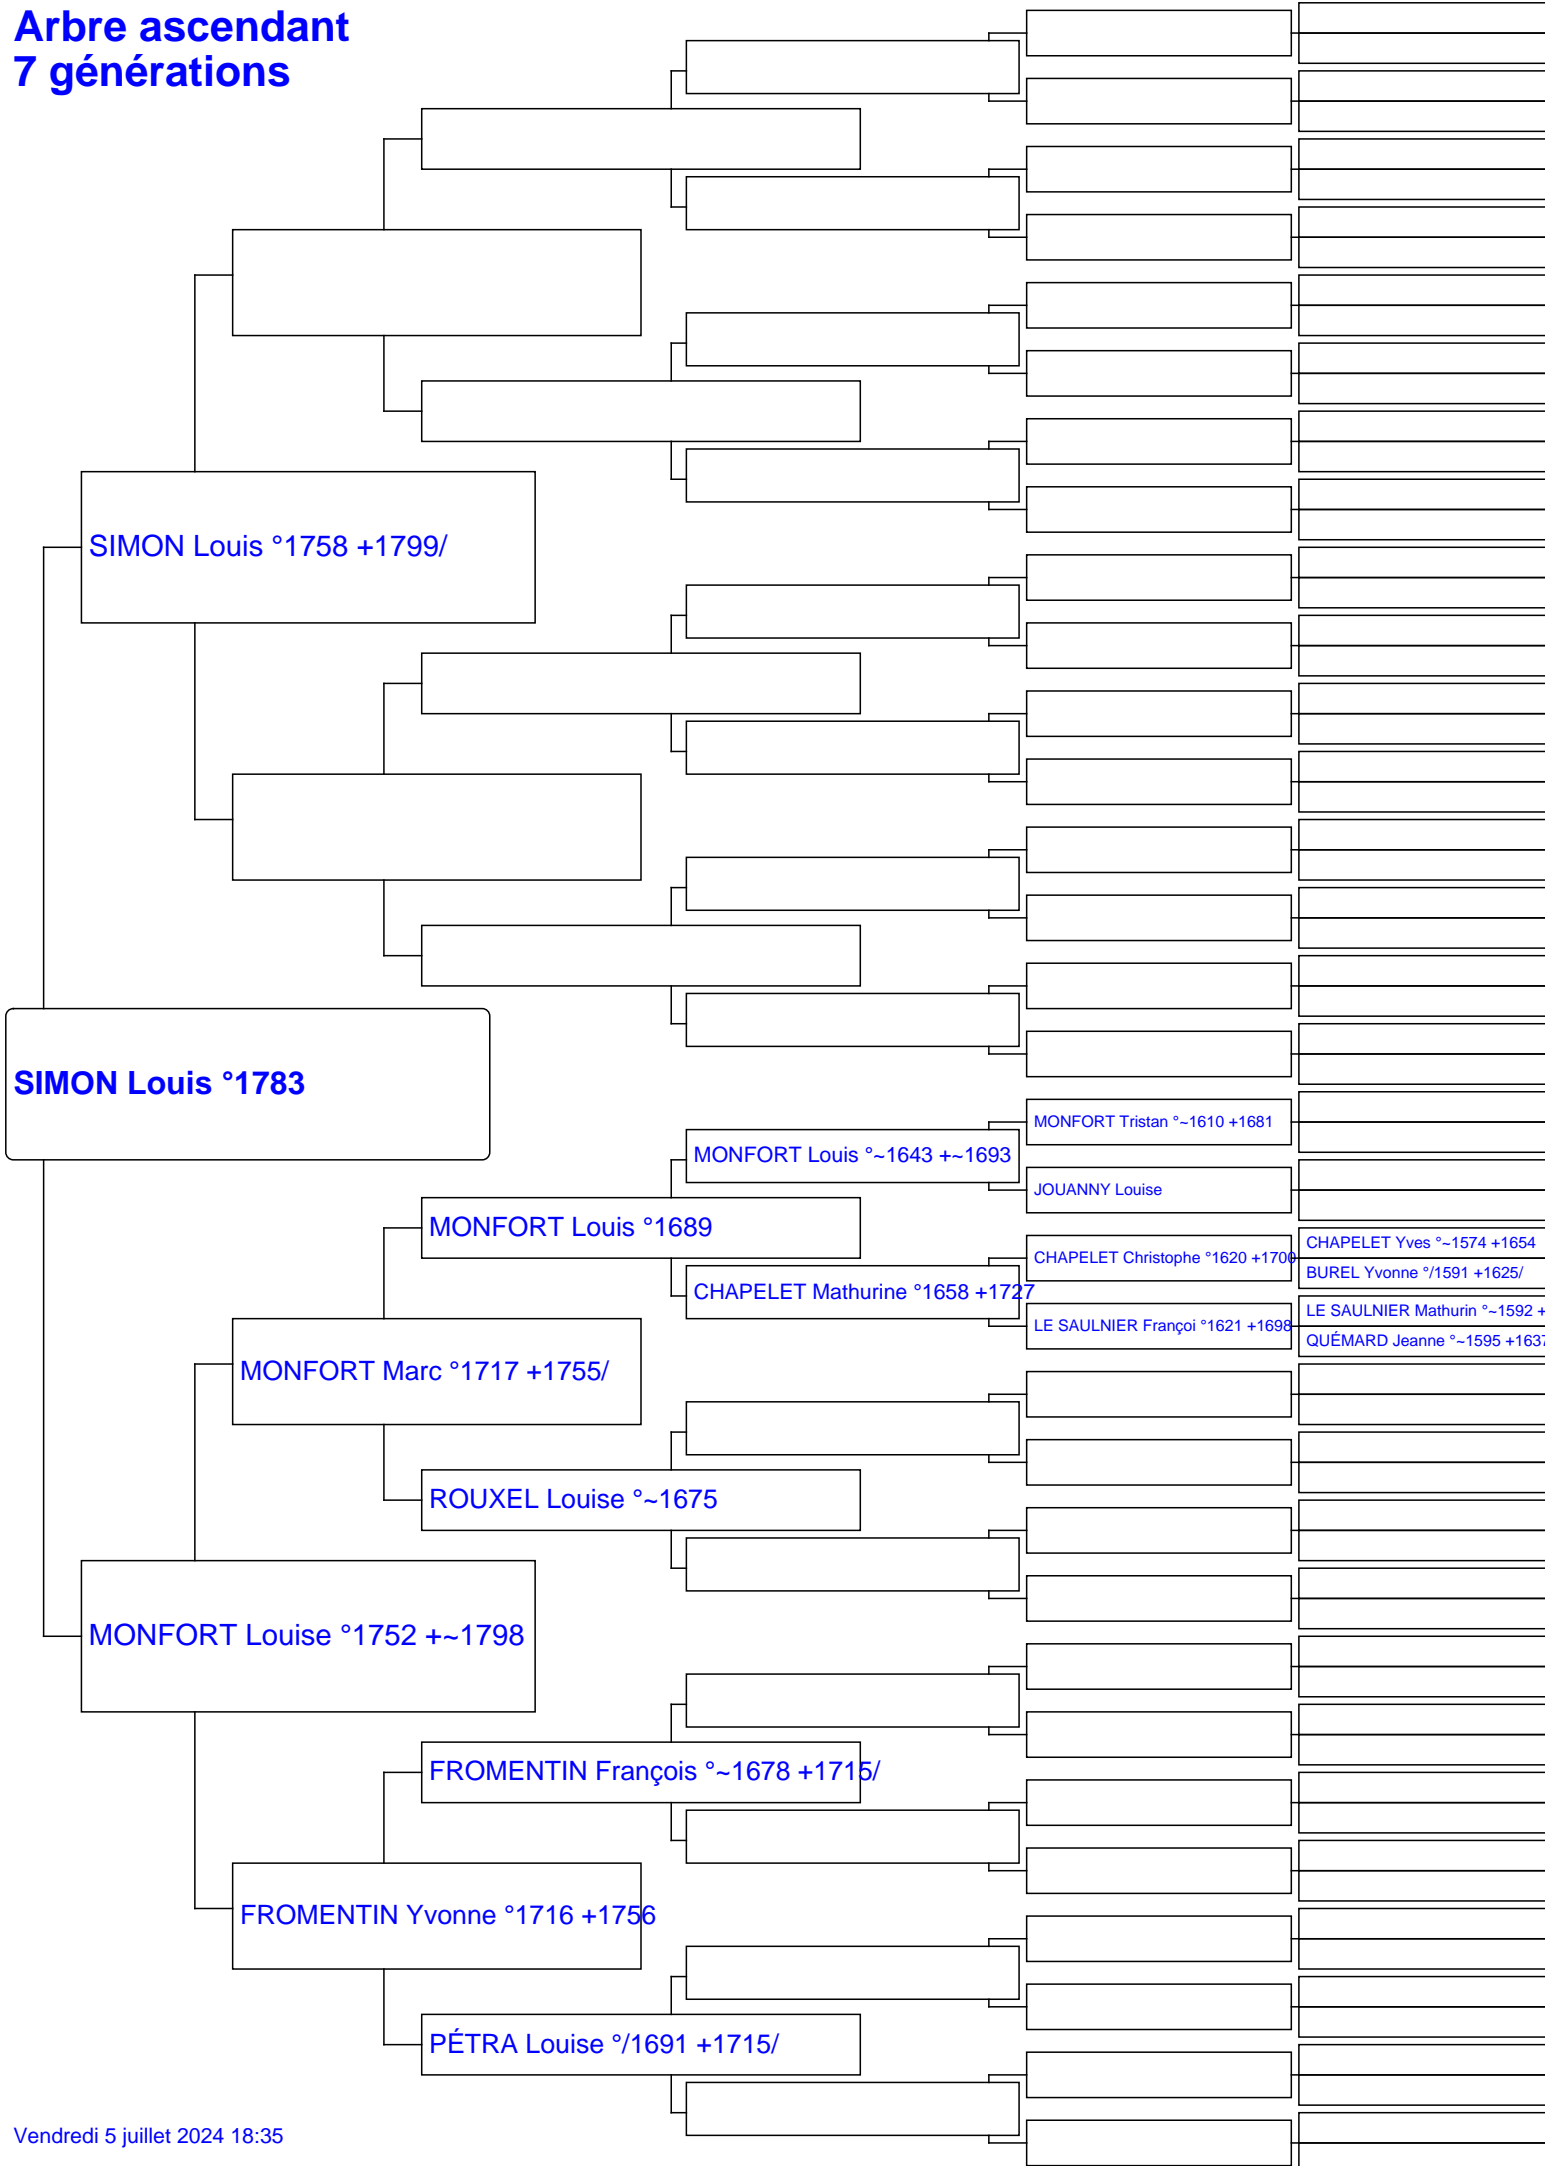 Arbre ascendant
7 générations
SIMON Louis °1758 +1799/
SIMON Louis °1783
MONFORT Tristan °~1610 +1681
MONFORT Louis °~1643 +~1693
JOUANNY Louise
MONFORT Louis °1689
CHAPELET Yves °~1574 +1654
CHAPELET Christophe °1620 +1700
BUREL Yvonne °/1591 +1625/
CHAPELET Mathurine °1658 +1727
LE SAULNIER Mathurin °~1592 +
LE SAULNIER Françoi °1621 +1698
QUÉMARD Jeanne °~1595 +1637
MONFORT Marc °1717 +1755/
ROUXEL Louise °~1675
MONFORT Louise °1752 +~1798
FROMENTIN François °~1678 +1715/
FROMENTIN Yvonne °1716 +1756
PÉTRA Louise °/1691 +1715/
Vendredi 5 juillet 2024 18:35